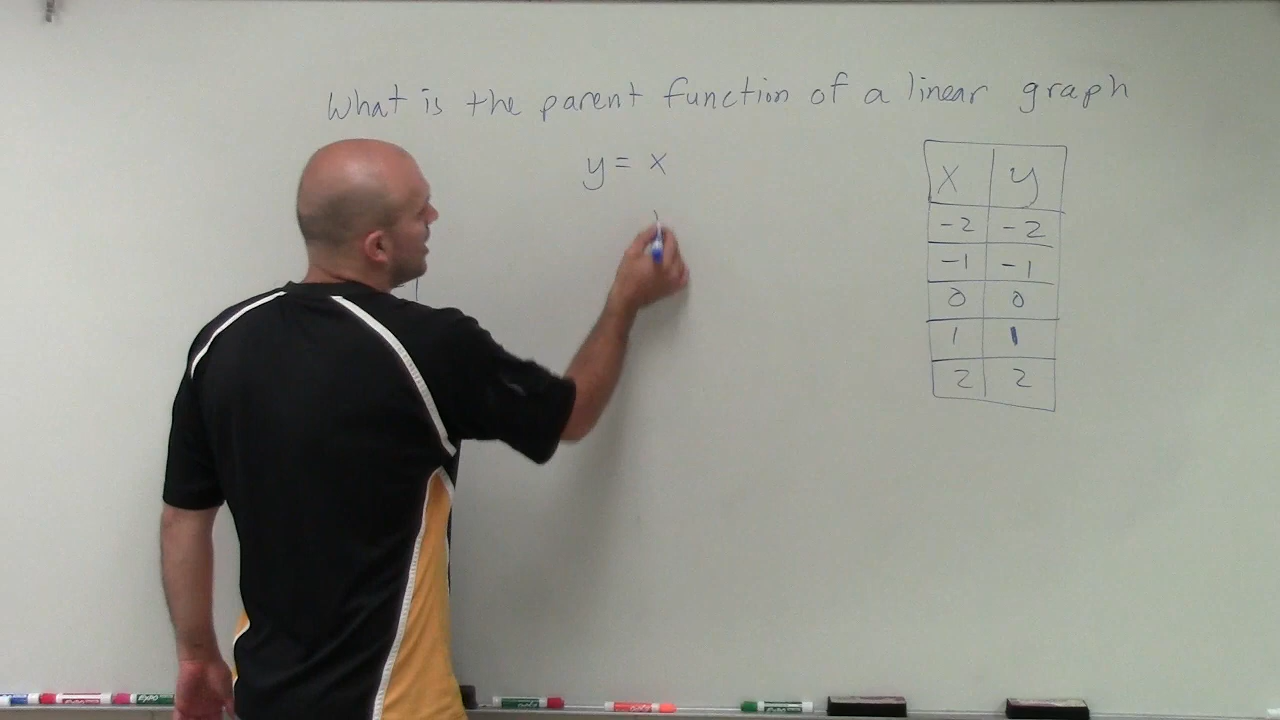 What is the parent function of a linear graph
y = x
x y
-2 -2
-1 -1
0 0
1 1
2 2